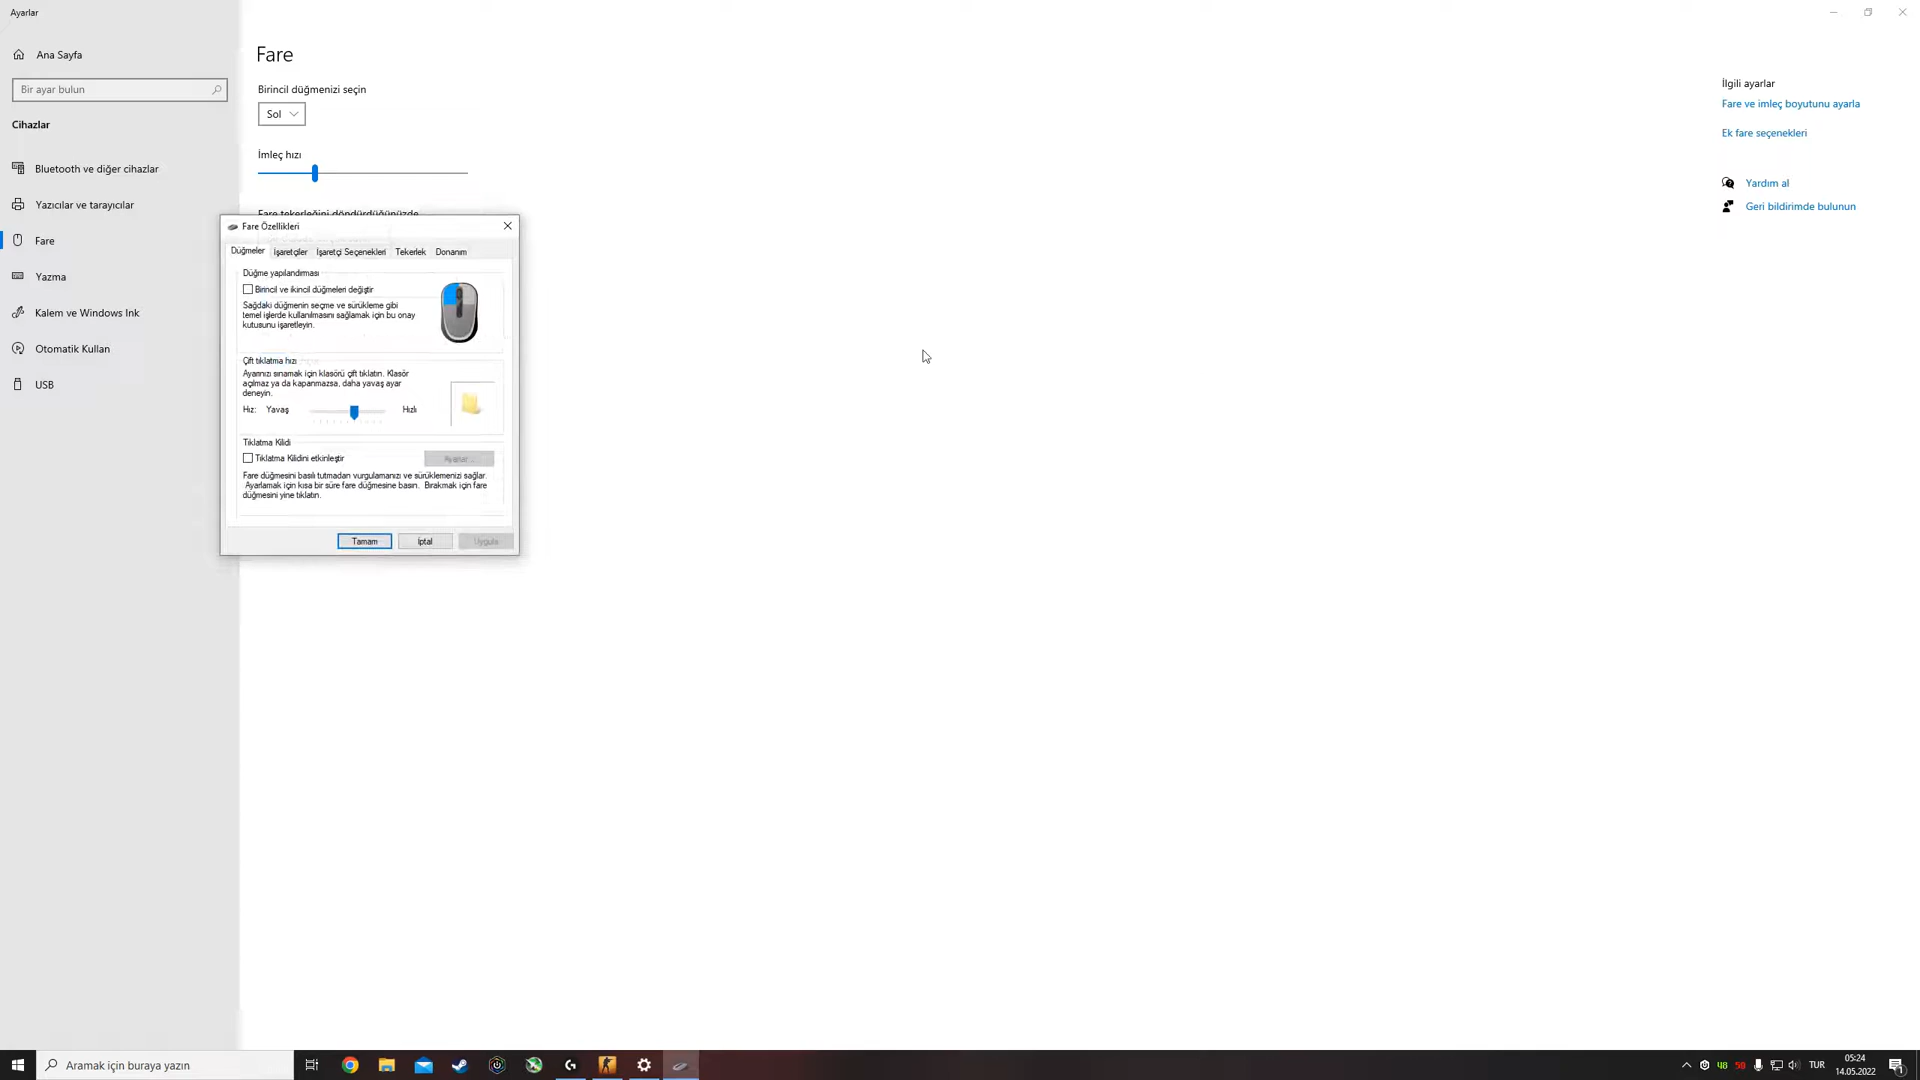 Ayarlar
Ana Sayfa
Bir ayar bulun
Cihazlar
Bluetooth ve diğer cihazlar
Yazıcılar ve tarayıcılar
Fare
Yazma
Kalem ve Windows Ink
Otomatik Kullan
USB
Fare
Birincil düğmenizi seçin
Sol
İmleç hızı
Fare tekerleğini döndürdüğünüzde
Fare Özellikleri
Düğmeler
İşaretçiler
İşaretçi Seçenekleri
Tekerlek
Donanım
Düğme yapılandırması
Birincil ve ikincil düğmeleri değiştir
Sağdaki düğmenin seçme ve sürükleme gibi
temel işlerde kullanılmasını sağlamak için bu onay
kutusunu işaretleyin.
Çift tıklatma hızı
Ayarınızı sınamak için klasörü çift tıklatın. Klasör
açılmaz ya da kapanmazsa, daha yavaş ayar
deneyin.
Hız: Yavaş Hızlı
Tıklatma Kilidi
Tıklatma Kilidini etkinleştir
Ayarlar...
Fare düğmesini basılı tutmadan vurgulamanızı ve sürüklemenizi sağlar.
Ayarlamak için kısa bir süre fare düğmesine basın. Bırakmak için fare
düğmesini yine tıklatın.
Tamam
İptal
Uygula
İlgili ayarlar
Fare ve imleç boyutunu ayarla
Ek fare seçenekleri
Yardım al
Geri bildirimde bulunun
Aramak için buraya yazın
48
50
TUR
05:24
14.05.2022